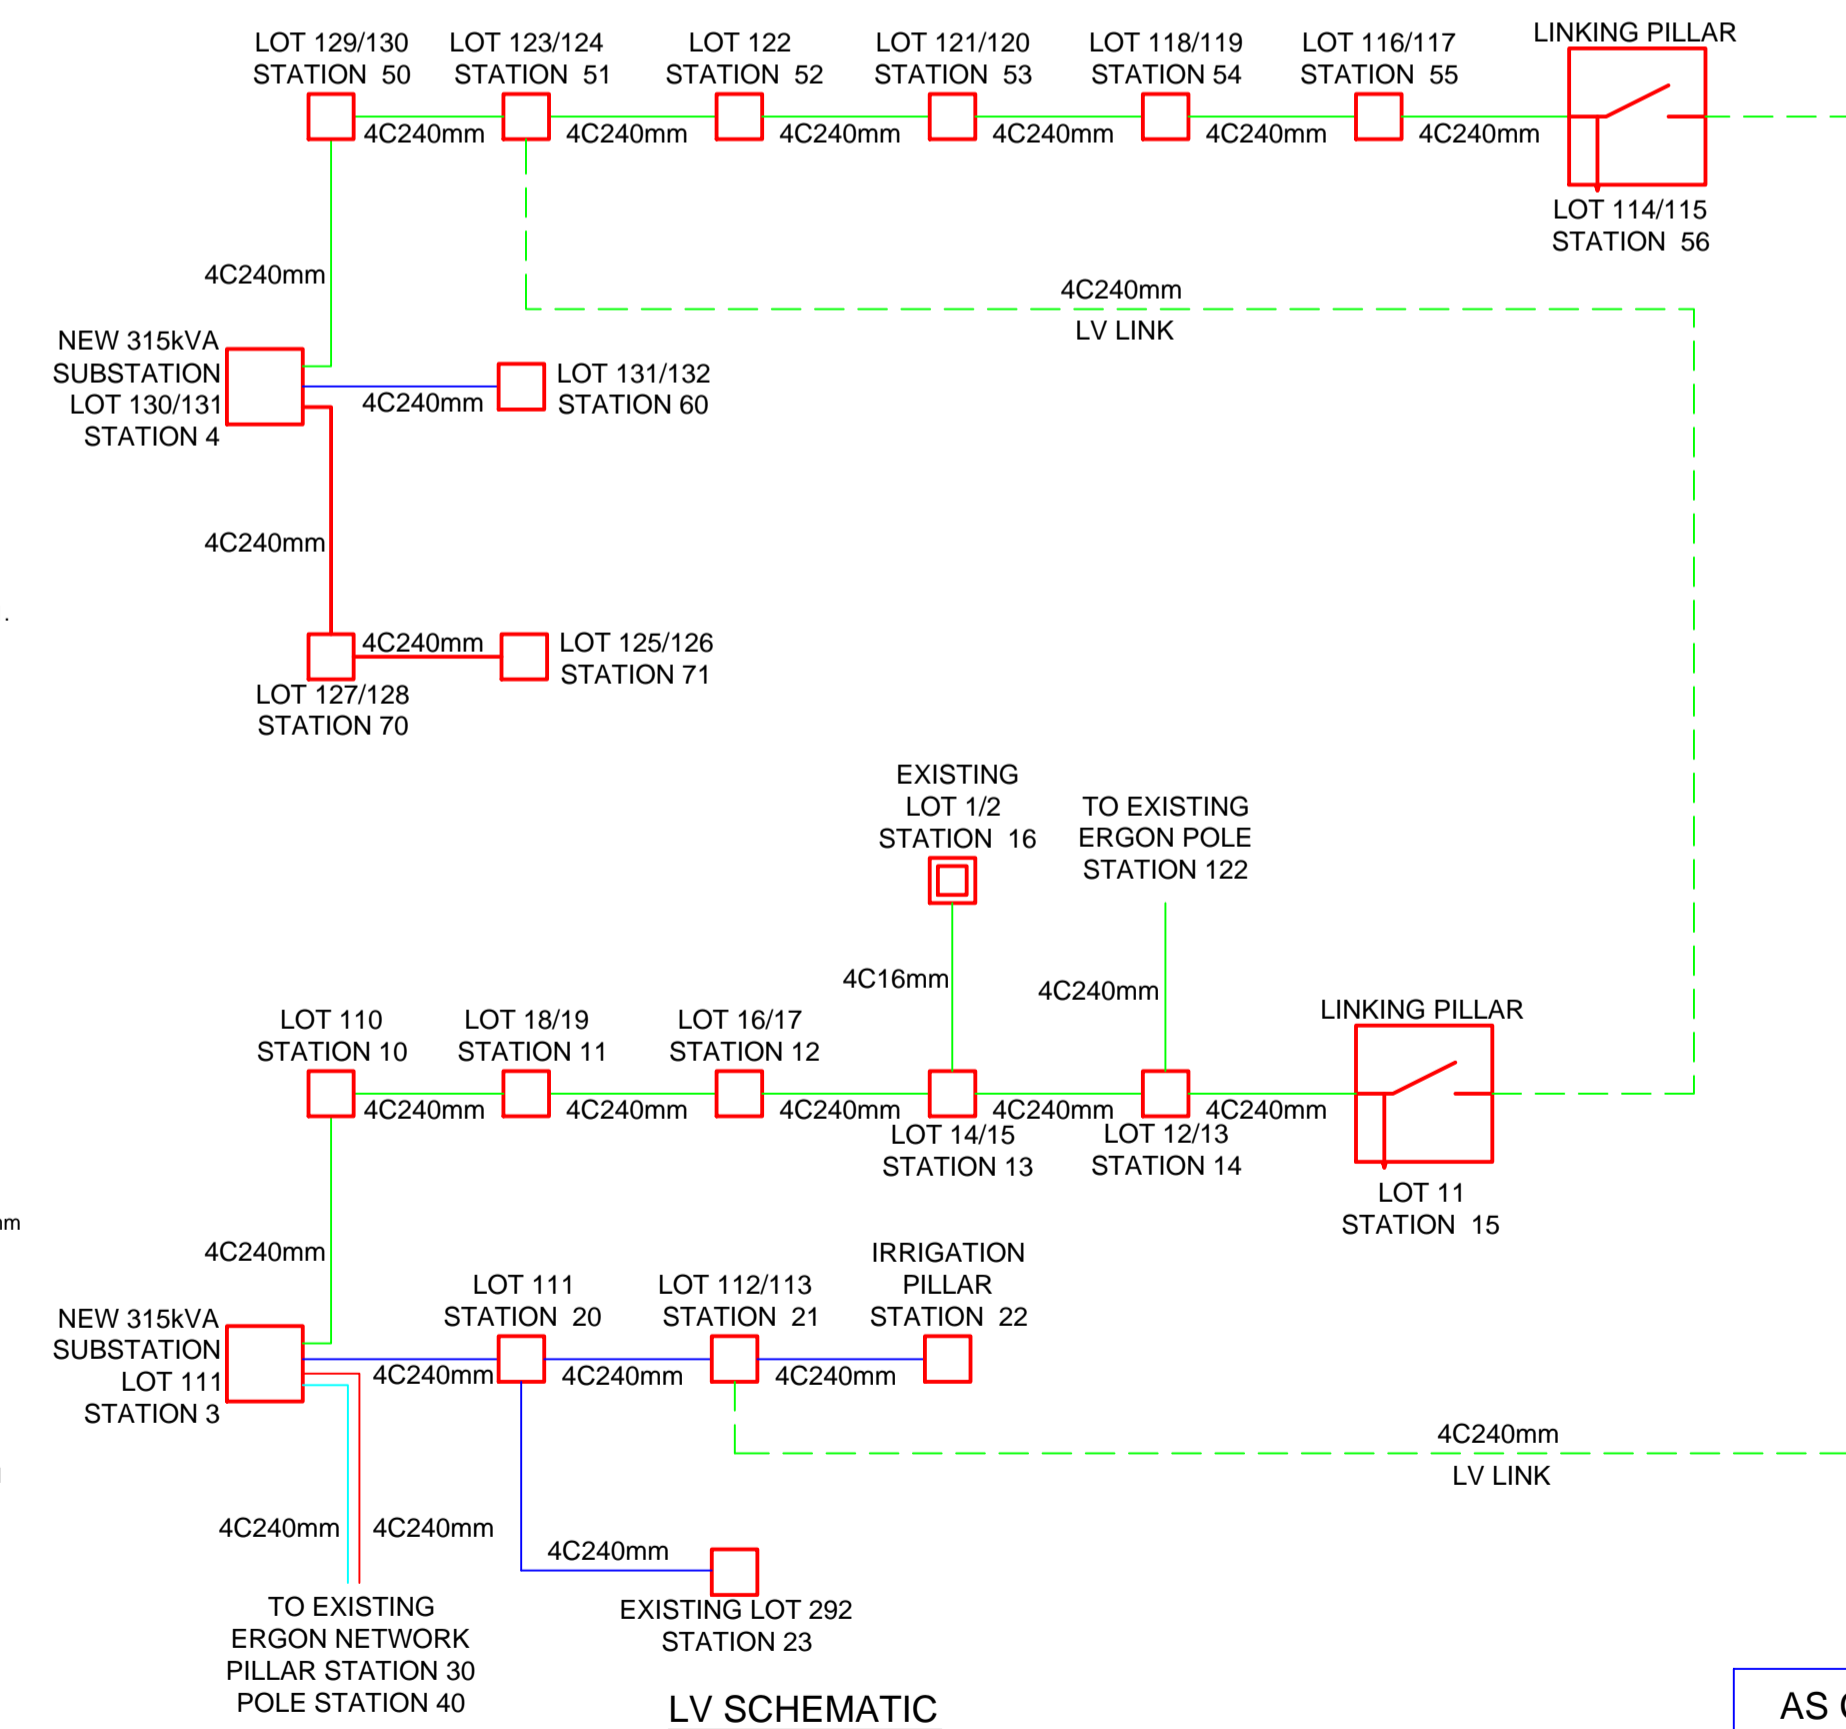 LOT 129/130
STATION  50
LOT 123/124
STATION  51
LOT 122
STATION  52
LOT 121/120
STATION  53
LOT 118/119
STATION 54
LOT 116/117
STATION  55
LINKING PILLAR
4C240mm
4C240mm
4C240mm
4C240mm
4C240mm
4C240mm
LOT 114/115
STATION  56
4C240mm
4C240mm
LV LINK
NEW 315kVA
SUBSTATION
LOT 130/131
STATION 4
4C240mm
LOT 131/132
STATION 60
4C240mm
4C240mm
LOT 125/126
STATION 71
LOT 127/128
STATION 70
EXISTING
LOT 1/2
STATION  16
TO EXISTING
ERGON POLE
STATION 122
4C16mm
4C240mm
LINKING PILLAR
LOT 110
STATION 10
LOT 18/19
STATION 11
LOT 16/17
STATION 12
4C240mm
4C240mm
4C240mm
4C240mm
4C240mm
LOT 14/15
STATION 13
LOT 12/13
STATION 14
LOT 11
STATION  15
4C240mm
NEW 315kVA
SUBSTATION
LOT 111
STATION 3
LOT 111
STATION  20
LOT 112/113
STATION  21
IRRIGATION
PILLAR
STATION  22
4C240mm
4C240mm
4C240mm
4C240mm
LV LINK
4C240mm
4C240mm
4C240mm
TO EXISTING
ERGON NETWORK
PILLAR STATION 30
POLE STATION 40
EXISTING LOT 292
STATION 23
LV SCHEMATIC
AS